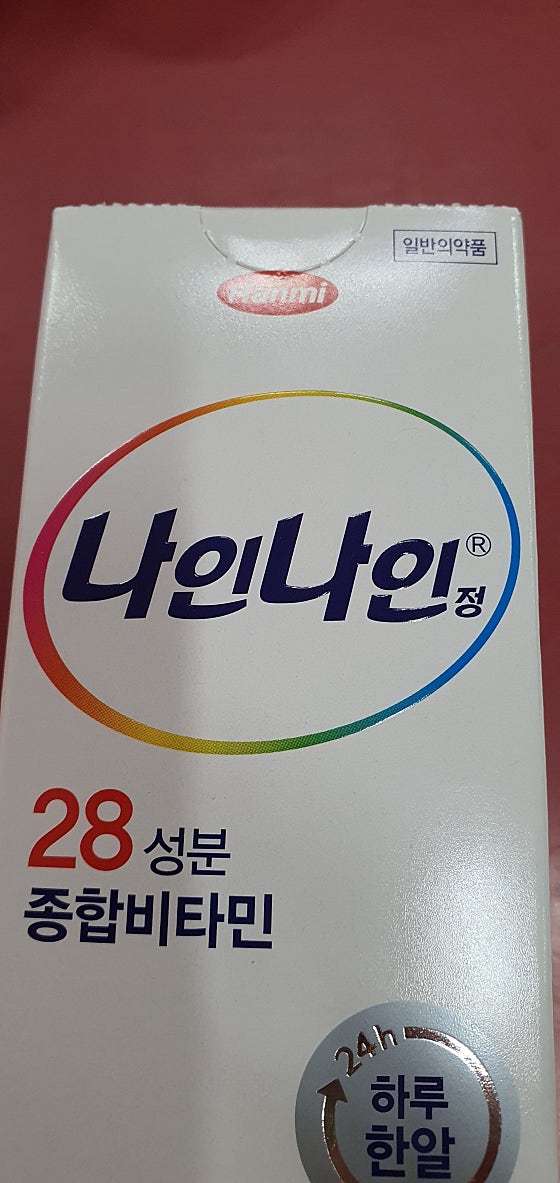 일반의약품
Hanmi
나인나인®정
28 성분
종합비타민
24h
하루
한알